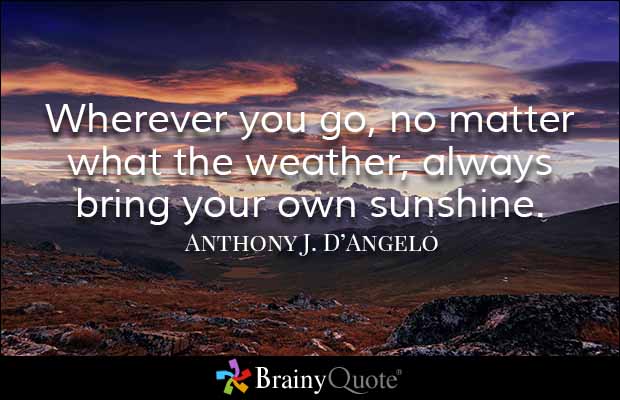 Wherever you go, no matter
what the weather, always
bring your own sunshine.
ANTHONY J. D'ANGELO
BrainyQuote®